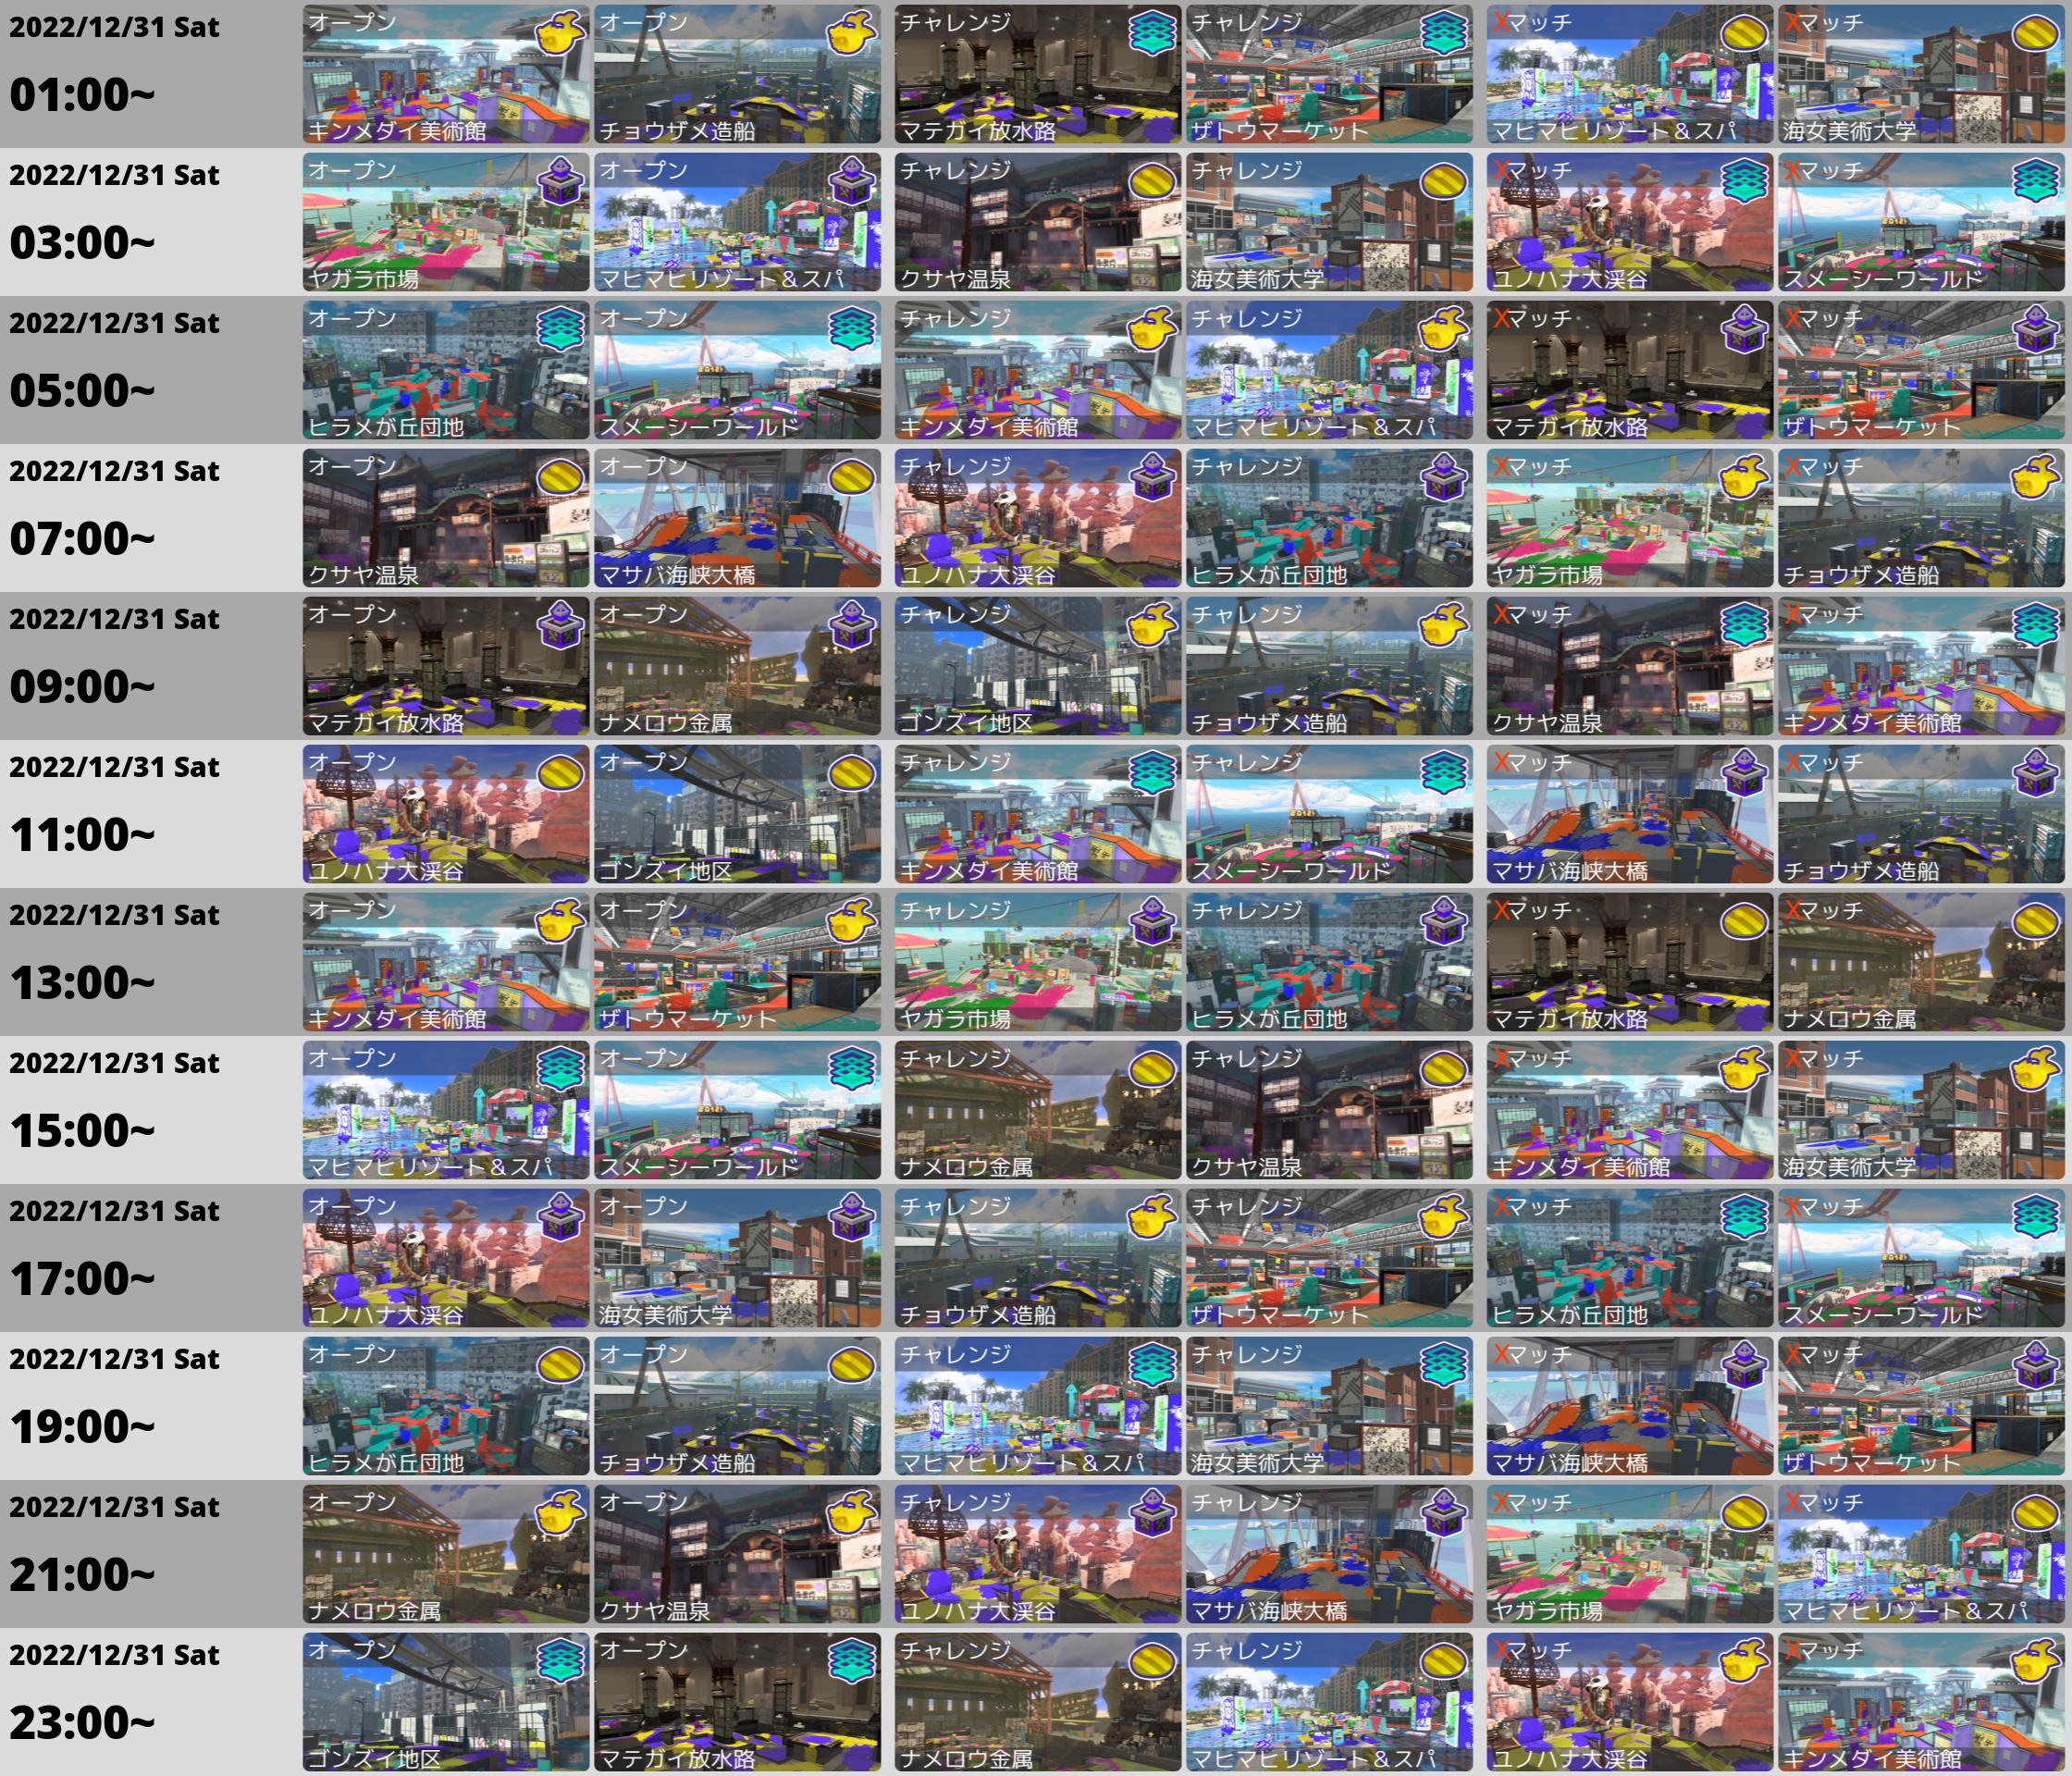 2022/12/31 Sat
01:00~
オープン オープン チャレンジ チャレンジ Xマッチ Xマッチ
キンメダイ美術館 チョウザメ造船 マテガイ放水路 ザトウマーケット マヒマヒリゾート＆スパ 海女美術大学
2022/12/31 Sat
03:00~
オープン オープン チャレンジ チャレンジ Xマッチ Xマッチ
ヤガラ市場 マヒマヒリゾート＆スパ クサヤ温泉 海女美術大学 ユノハナ大渓谷 スメーシーワールド
2022/12/31 Sat
05:00~
オープン オープン チャレンジ チャレンジ Xマッチ Xマッチ
ヒラメが丘団地 スメーシーワールド キンメダイ美術館 マヒマヒリゾート＆スパ マテガイ放水路 ザトウマーケット
2022/12/31 Sat
07:00~
オープン オープン チャレンジ チャレンジ Xマッチ Xマッチ
クサヤ温泉 マサバ海峡大橋 ユノハナ大渓谷 ヒラメが丘団地 ヤガラ市場 チョウザメ造船
2022/12/31 Sat
09:00~
オープン オープン チャレンジ チャレンジ Xマッチ Xマッチ
マテガイ放水路 ナメロウ金属 ゴンズイ地区 チョウザメ造船 クサヤ温泉 キンメダイ美術館
2022/12/31 Sat
11:00~
オープン オープン チャレンジ チャレンジ Xマッチ Xマッチ
ユノハナ大渓谷 ゴンズイ地区 キンメダイ美術館 スメーシーワールド マサバ海峡大橋 チョウザメ造船
2022/12/31 Sat
13:00~
オープン オープン チャレンジ チャレンジ Xマッチ Xマッチ
キンメダイ美術館 ザトウマーケット ヤガラ市場 ヒラメが丘団地 マテガイ放水路 ナメロウ金属
2022/12/31 Sat
15:00~
オープン オープン チャレンジ チャレンジ Xマッチ Xマッチ
マヒマヒリゾート＆スパ スメーシーワールド ナメロウ金属 クサヤ温泉 キンメダイ美術館 海女美術大学
2022/12/31 Sat
17:00~
オープン オープン チャレンジ チャレンジ Xマッチ Xマッチ
ユノハナ大渓谷 海女美術大学 チョウザメ造船 ザトウマーケット ヒラメが丘団地 スメーシーワールド
2022/12/31 Sat
19:00~
オープン オープン チャレンジ チャレンジ Xマッチ Xマッチ
ヒラメが丘団地 チョウザメ造船 マヒマヒリゾート＆スパ 海女美術大学 マサバ海峡大橋 ザトウマーケット
2022/12/31 Sat
21:00~
オープン オープン チャレンジ チャレンジ Xマッチ Xマッチ
ナメロウ金属 クサヤ温泉 ユノハナ大渓谷 マサバ海峡大橋 ヤガラ市場 マヒマヒリゾート＆スパ
2022/12/31 Sat
23:00~
オープン オープン チャレンジ チャレンジ Xマッチ Xマッチ
ゴンズイ地区 マテガイ放水路 ナメロウ金属 マヒマヒリゾート＆スパ ユノハナ大渓谷 キンメダイ美術館